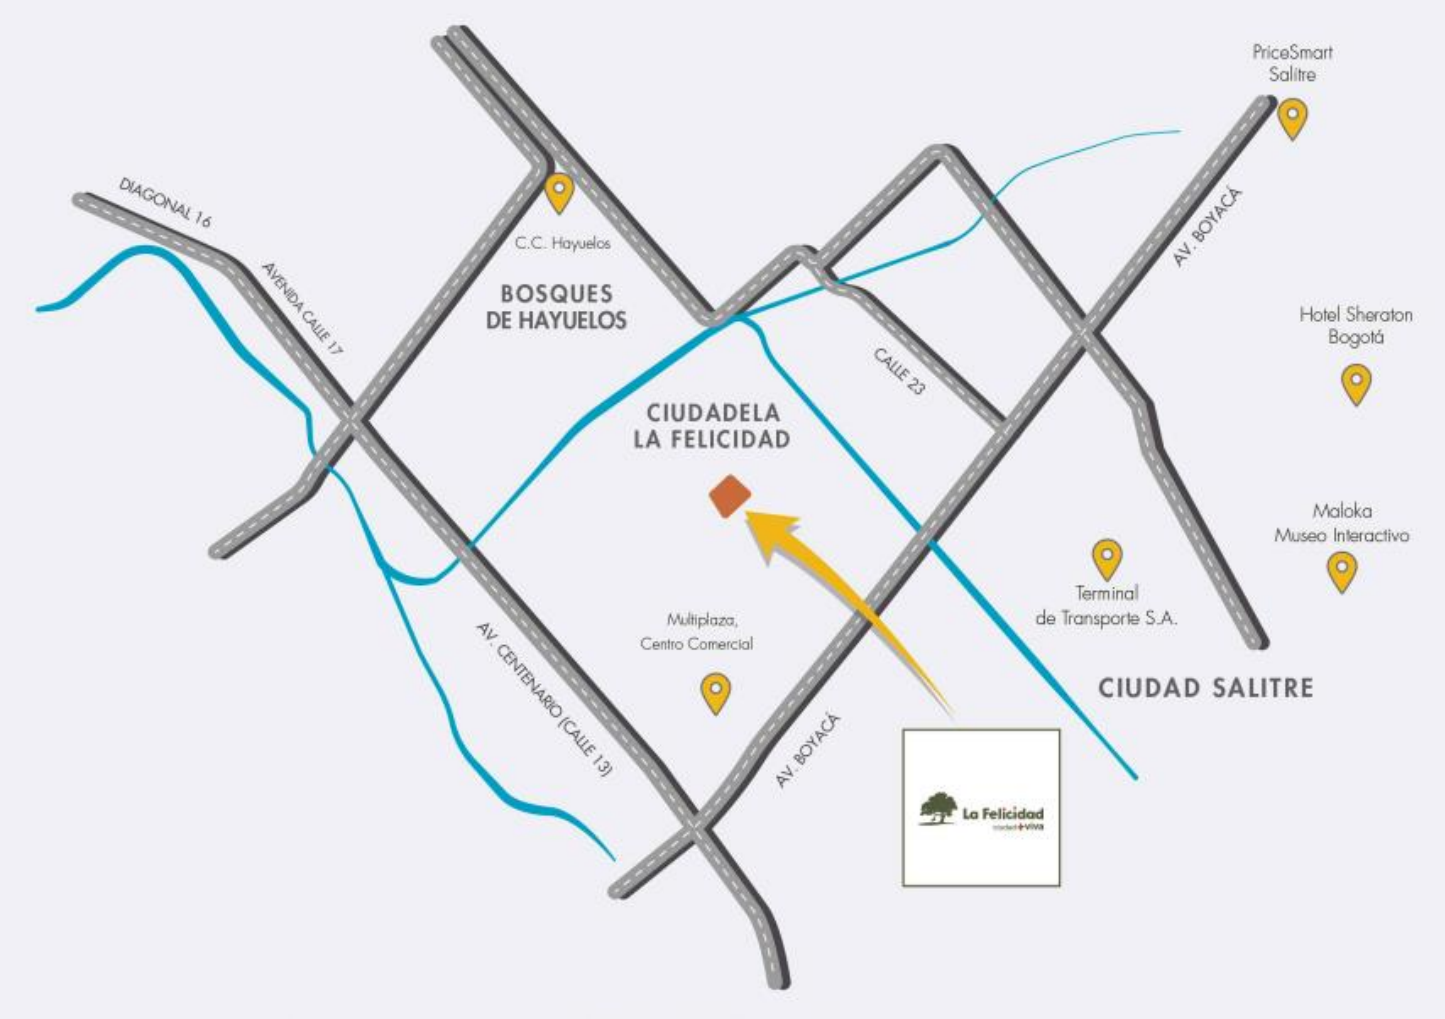 PriceSmart
Salitre
DIAGONAL 16
AV. BOYACÁ
C.C. Hayuelos
AVENIDA CALLE 17
BOSQUES
DE HAYUELOS
Hotel Sheraton
Bogotá
CALLE 23
CIUDADELA
LA FELICIDAD
Maloka
Museo Interactivo
Terminal
de Transporte S.A.
Multiplaza,
Centro Comercial
AV. CENTENARIO (CALLE 13)
CIUDAD SALITRE
AV. BOYACÁ
La Felicidad
ciudad+viva